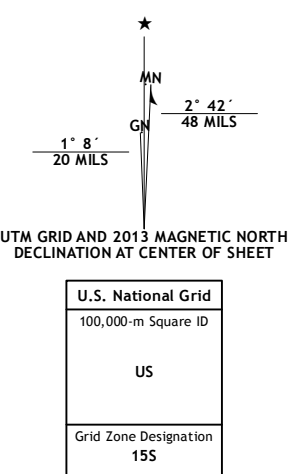 ★
MN
GN
2° 42´
48 MILS
1° 8´
20 MILS
UTM GRID AND 2013 MAGNETIC NORTH
DECLINATION AT CENTER OF SHEET
U.S. National Grid
100,000-m Square ID
US
Grid Zone Designation
15S